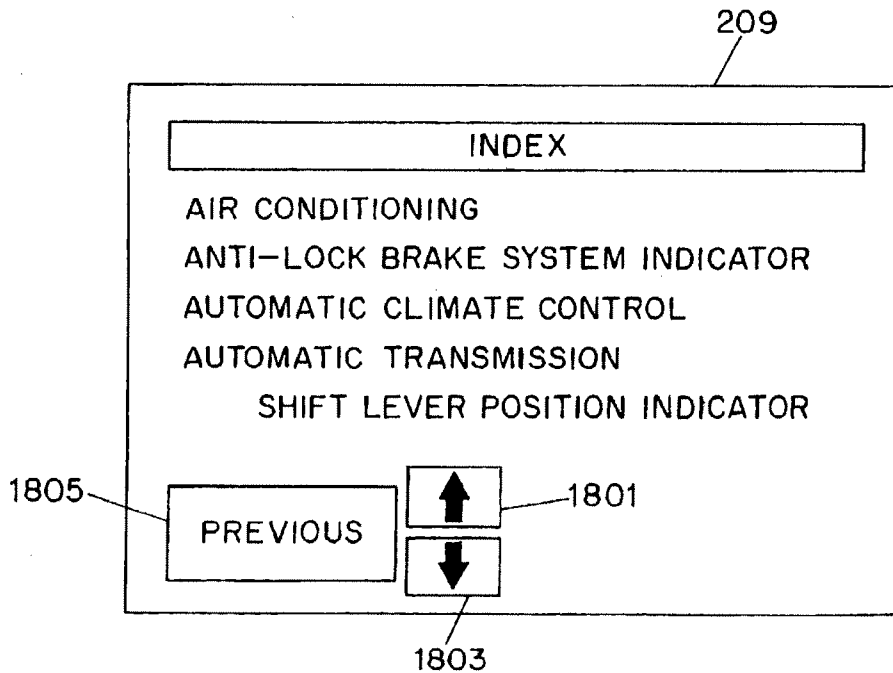 209
INDEX
AIR CONDITIONING
ANTI-LOCK BRAKE SYSTEM INDICATOR
AUTOMATIC CLIMATE CONTROL
AUTOMATIC TRANSMISSION
SHIFT LEVER POSITION INDICATOR
1805
PREVIOUS
1801
1803